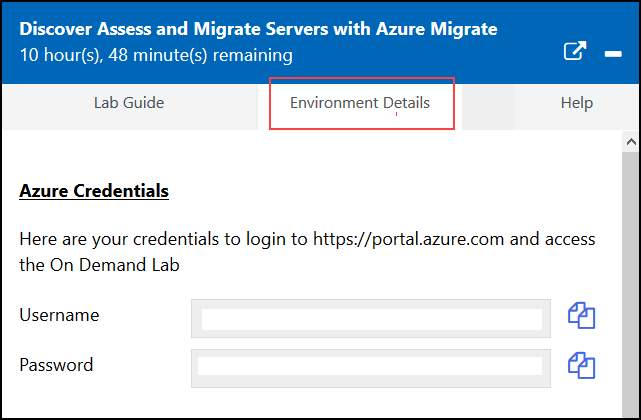 Discover Assess and Migrate Servers with Azure Migrate
10 hour(s), 48 minute(s) remaining
Lab Guide
Environment Details
Help
Azure Credentials
Here are your credentials to login to https://portal.azure.com and access
the On Demand Lab
Username
Password